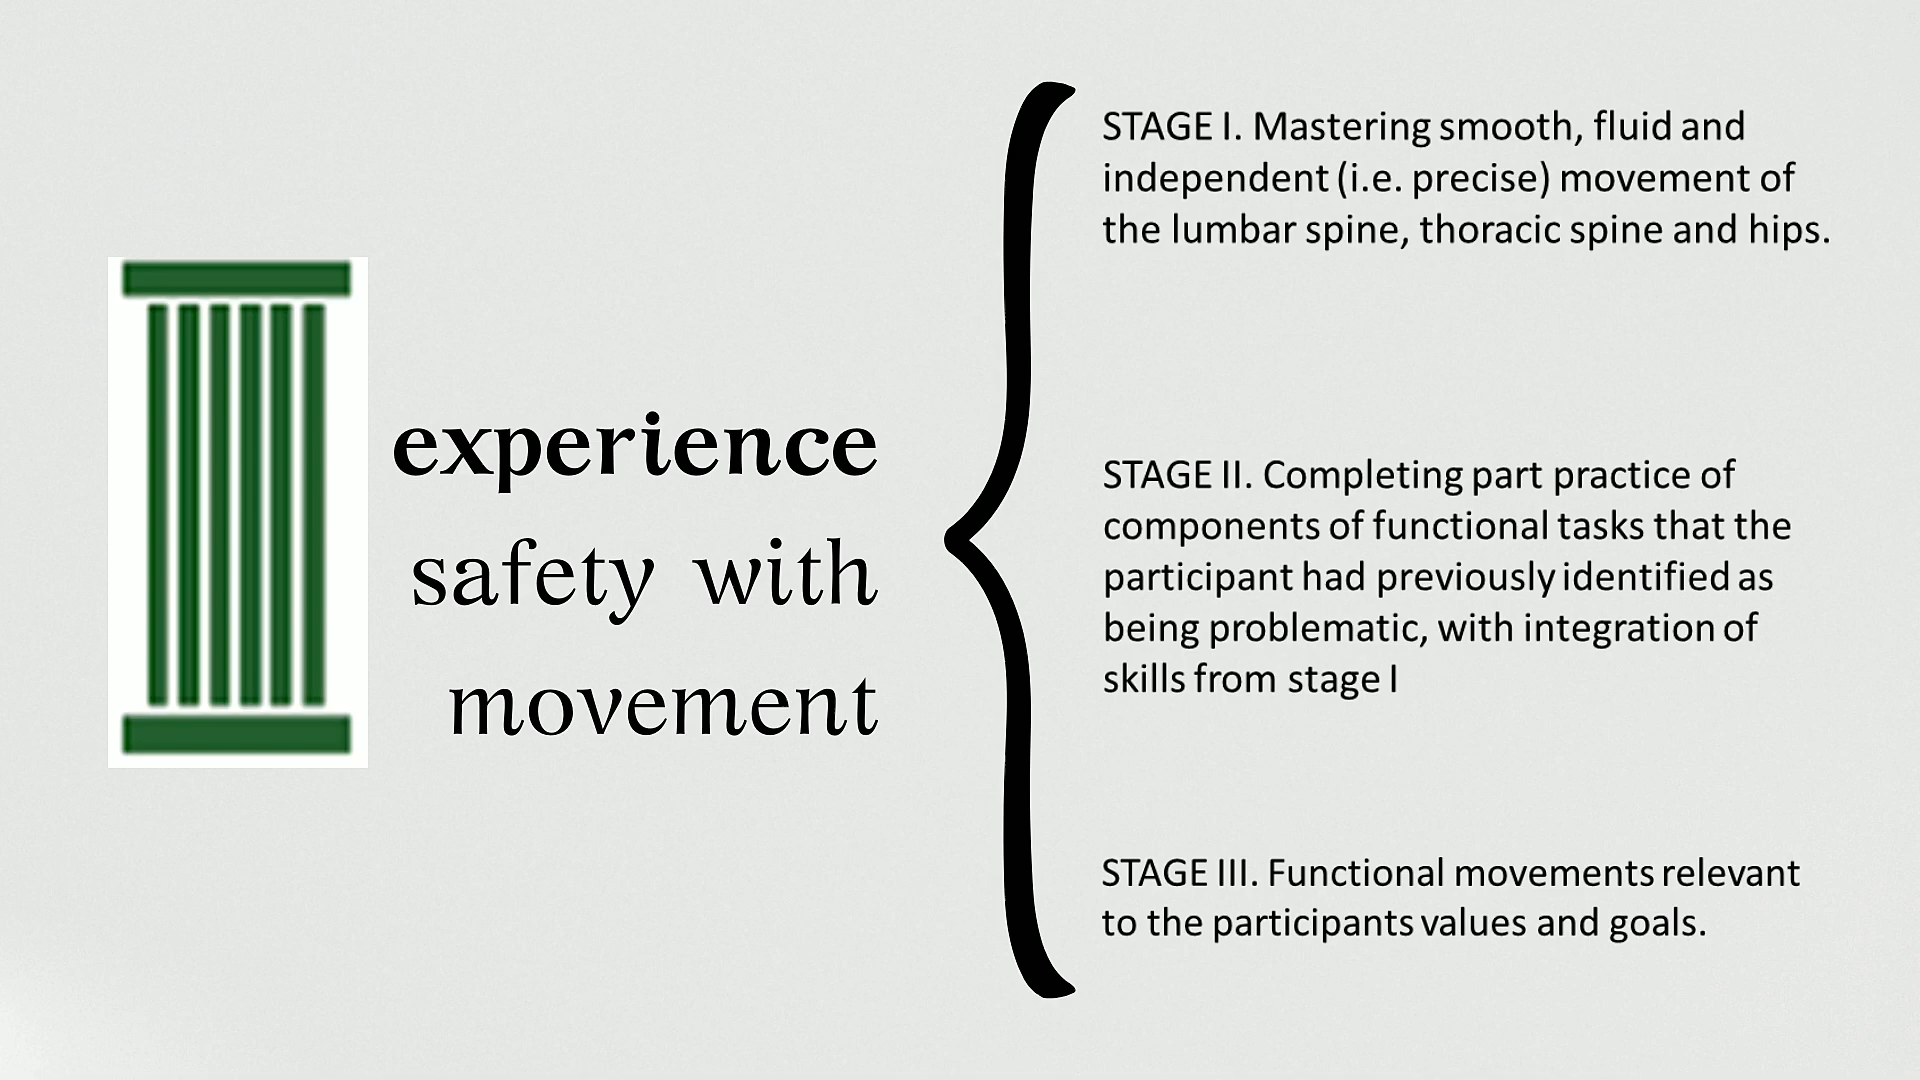 experience
safety with
movement
STAGE I. Mastering smooth, fluid and
independent (i.e. precise) movement of
the lumbar spine, thoracic spine and hips.
STAGE II. Completing part practice of
components of functional tasks that the
participant had previously identified as
being problematic, with integration of
skills from stage I
STAGE III. Functional movements relevant
to the participants values and goals.